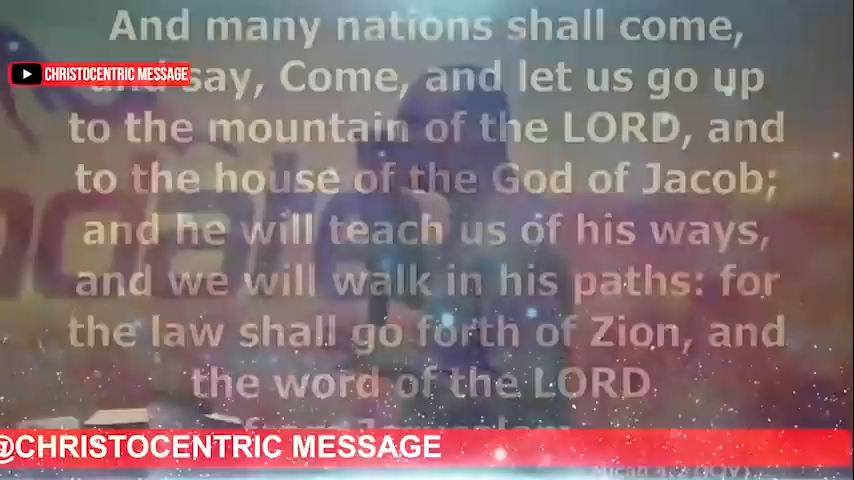 And many nations shall come,
and say, Come, and let us go up
CHRISTOCENTRIC MESSAGE
to the mountain of the LORD, and
to the house of the God of Jacob;
and he will teach us of his ways,
and we will walk in his paths: for
the law shall go forth of Zion, and
the word of the LORD
from Jerusalem.
@CHRISTOCENTRIC MESSAGE